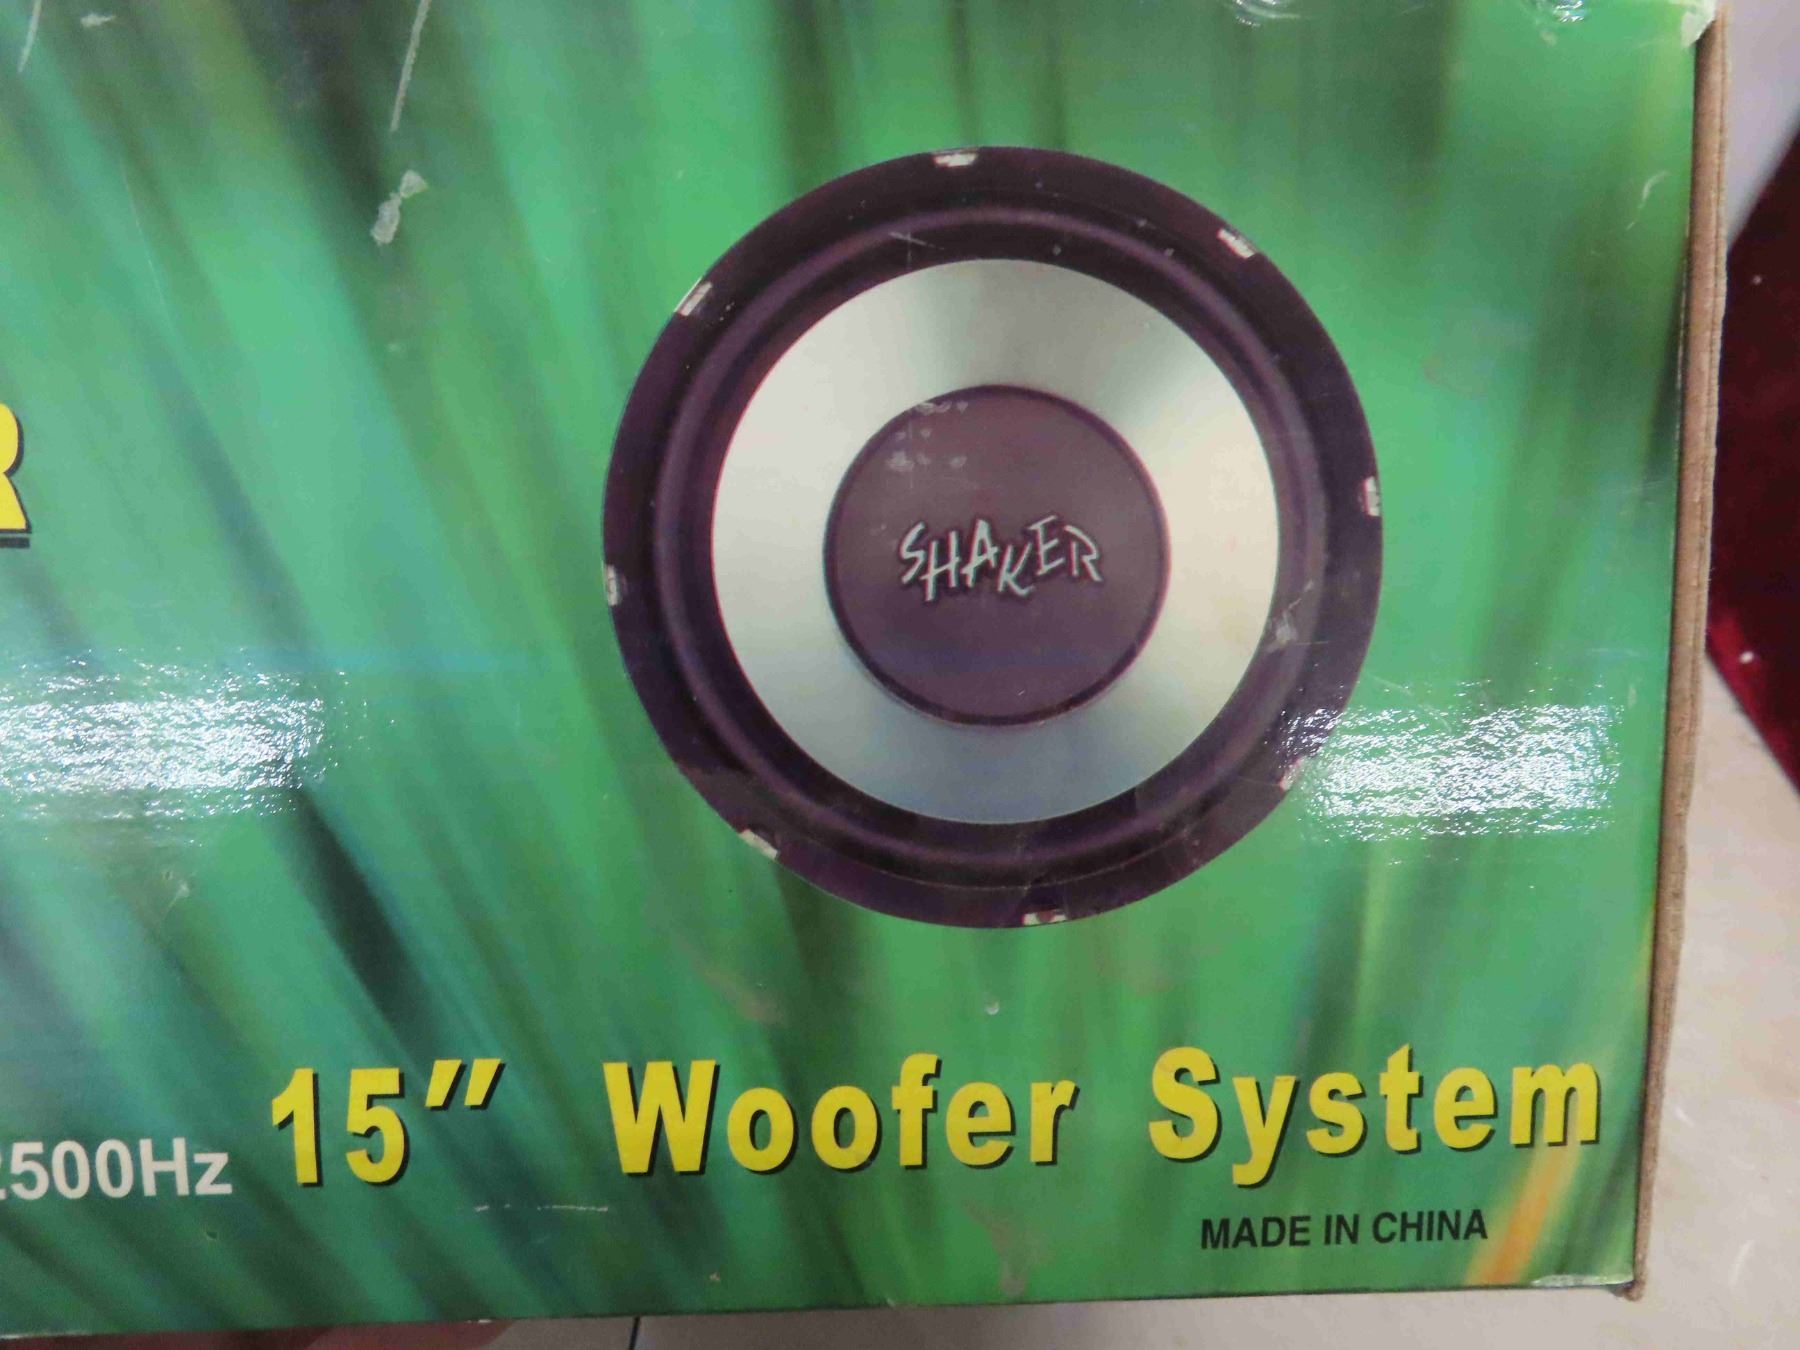 R
SHAKER
2500Hz
15" Woofer System
MADE IN CHINA